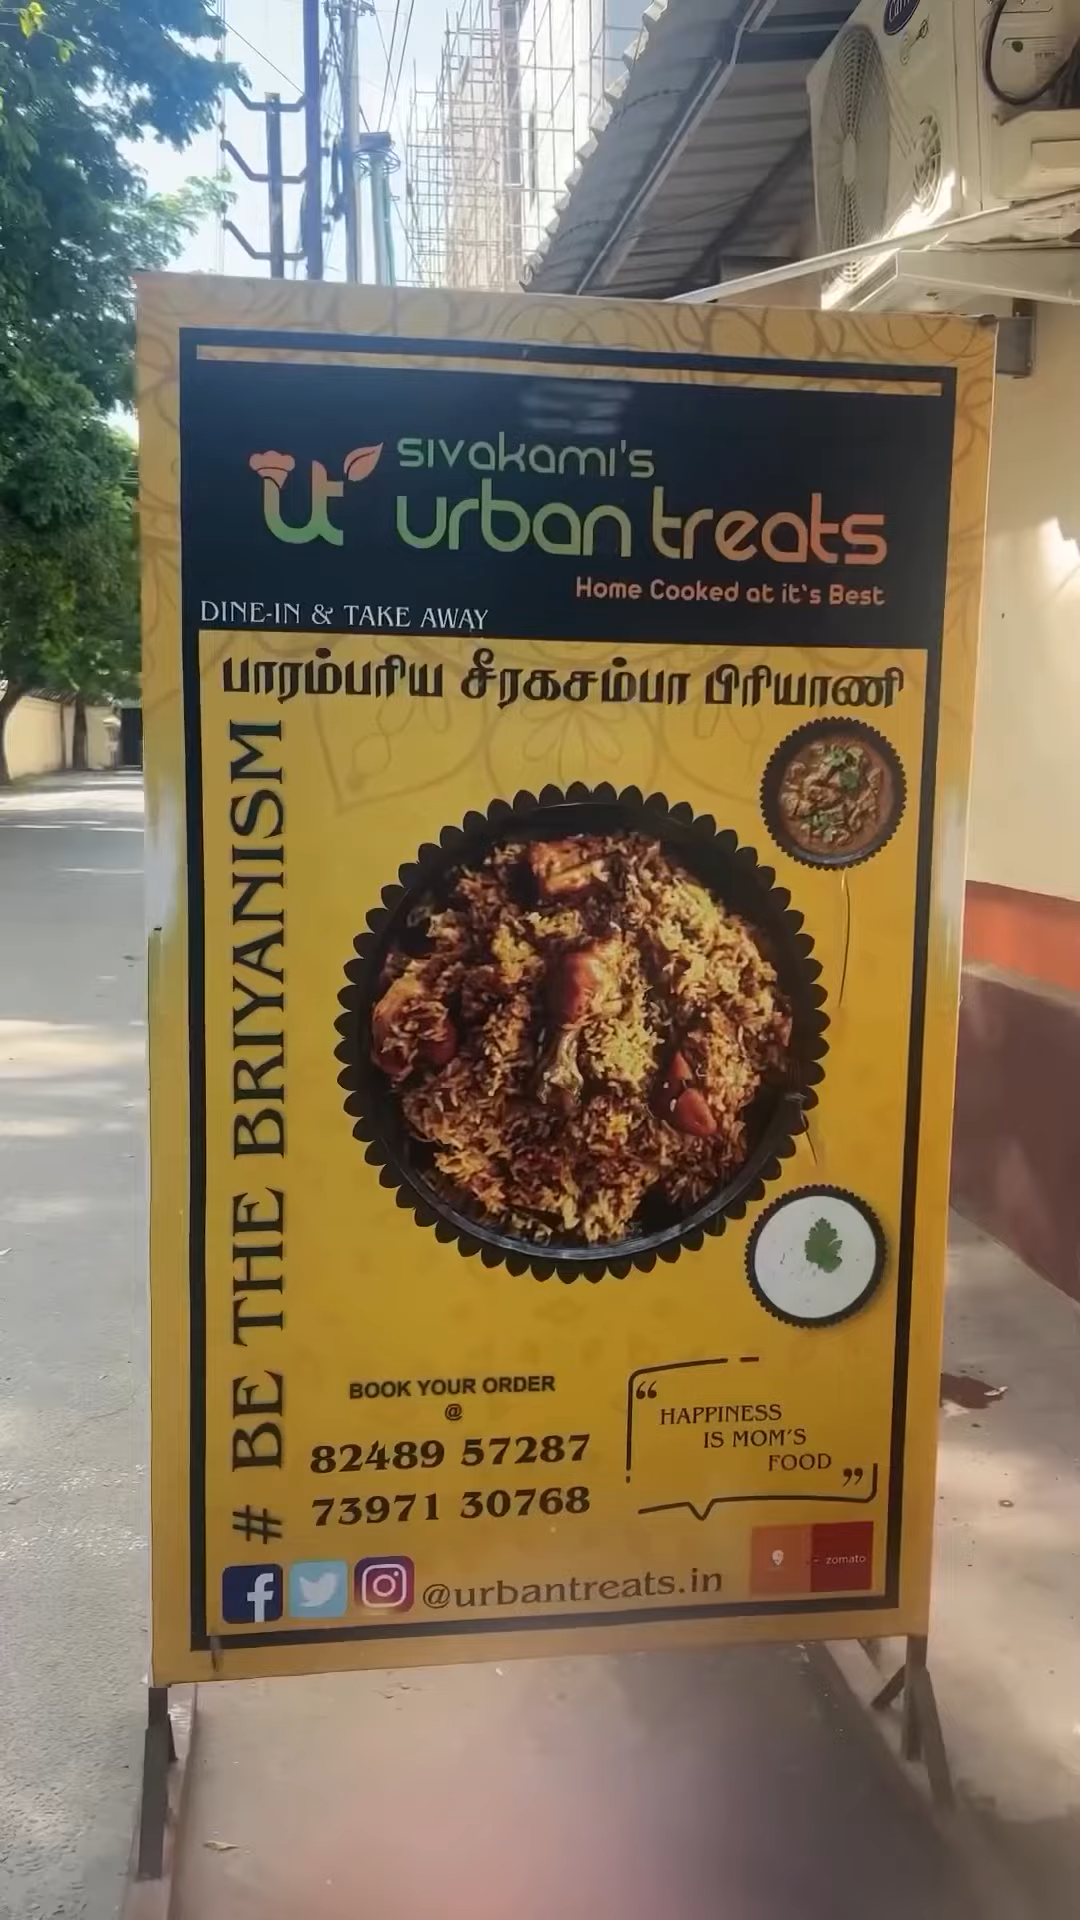 sivakami's
ut urban treats
Home Cooked at it's Best
DINE-IN & TAKE AWAY
பாரம்பரிய சீரகசம்பா பிரியாணி
# BE THE BRIYANISM
BOOK YOUR ORDER
@
82489 57287
73971 30768
“ HAPPINESS
IS MOM'S
FOOD ”
@urbantreats.in
zomato